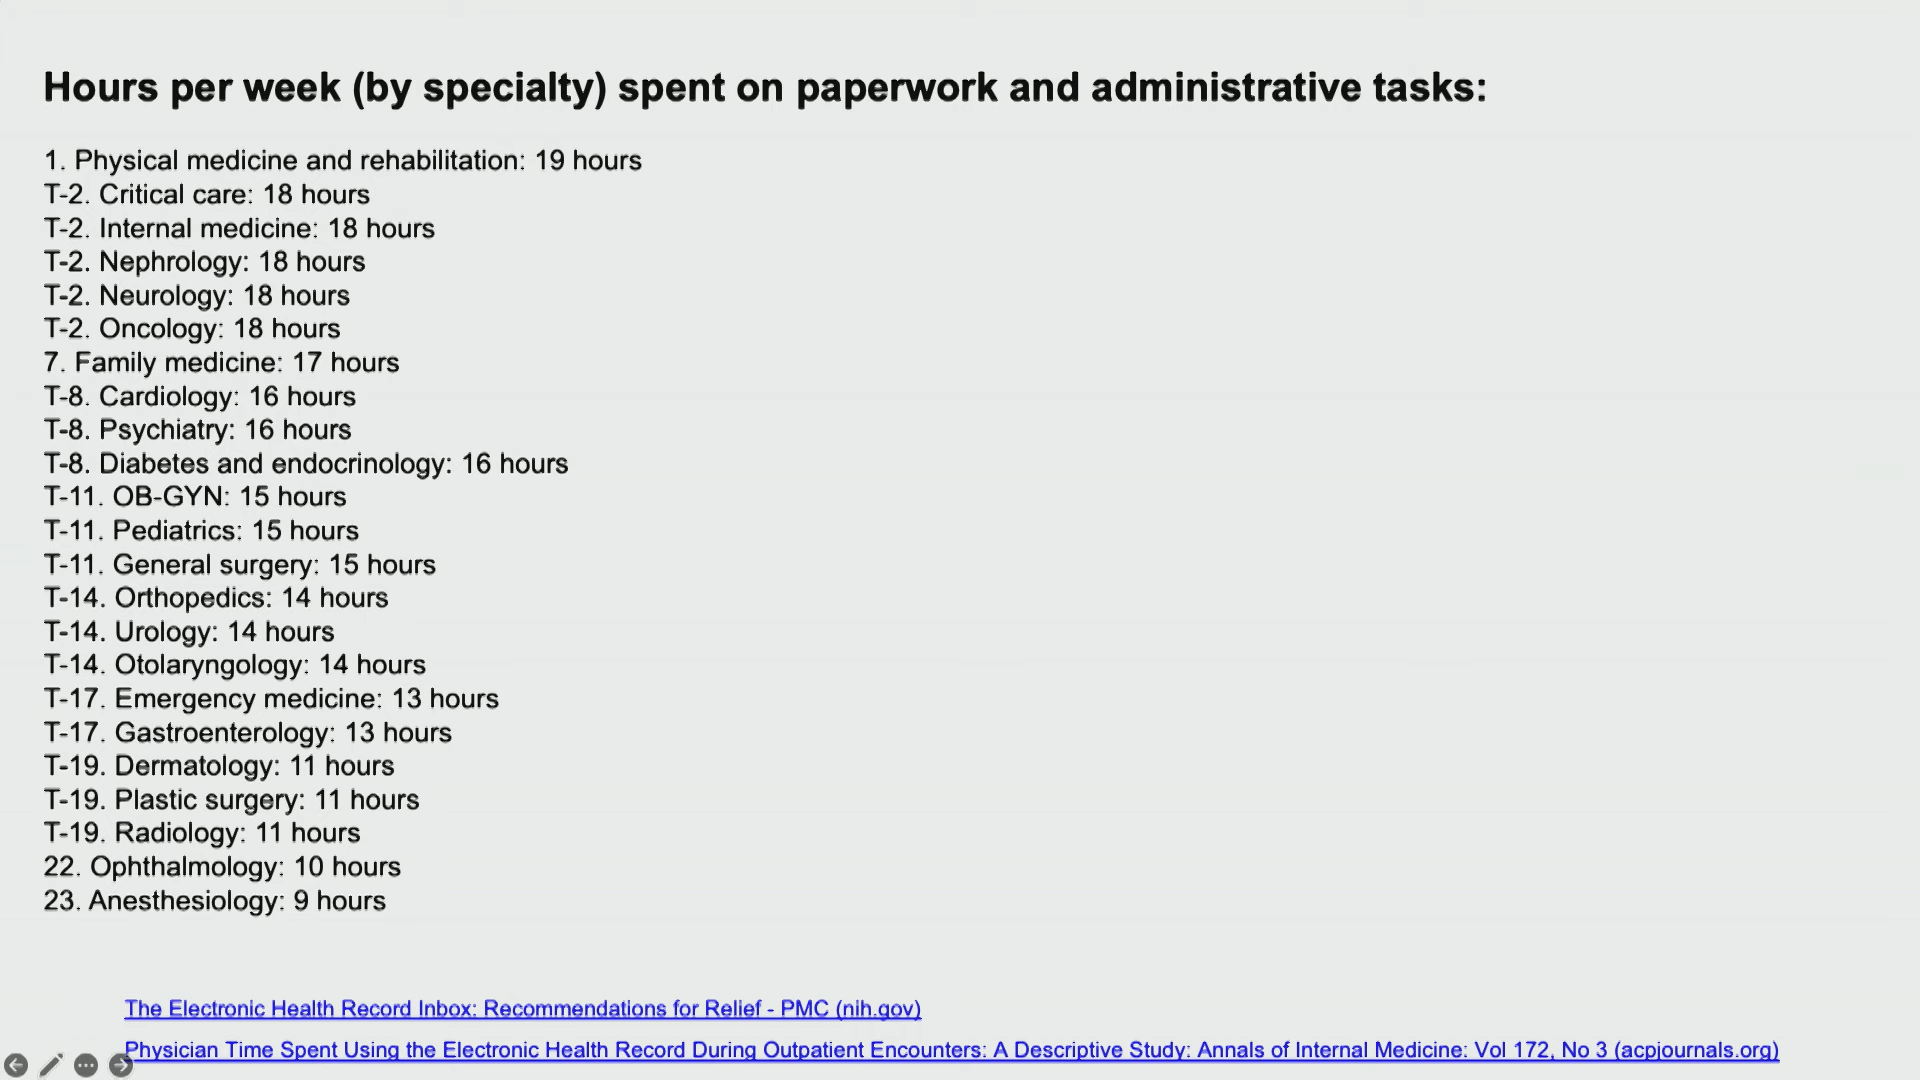 Hours per week (by specialty) spent on paperwork and administrative tasks:
1. Physical medicine and rehabilitation: 19 hours
T-2. Critical care: 18 hours
T-2. Internal medicine: 18 hours
T-2. Nephrology: 18 hours
T-2. Neurology: 18 hours
T-2. Oncology: 18 hours
7. Family medicine: 17 hours
T-8. Cardiology: 16 hours
T-8. Psychiatry: 16 hours
T-8. Diabetes and endocrinology: 16 hours
T-11. OB-GYN: 15 hours
T-11. Pediatrics: 15 hours
T-11. General surgery: 15 hours
T-14. Orthopedics: 14 hours
T-14. Urology: 14 hours
T-14. Otolaryngology: 14 hours
T-17. Emergency medicine: 13 hours
T-17. Gastroenterology: 13 hours
T-19. Dermatology: 11 hours
T-19. Plastic surgery: 11 hours
T-19. Radiology: 11 hours
22. Ophthalmology: 10 hours
23. Anesthesiology: 9 hours
The Electronic Health Record Inbox: Recommendations for Relief - PMC (nih.gov)
Physician Time Spent Using the Electronic Health Record During Outpatient Encounters: A Descriptive Study: Annals of Internal Medicine: Vol 172, No 3 (acpjournals.org)